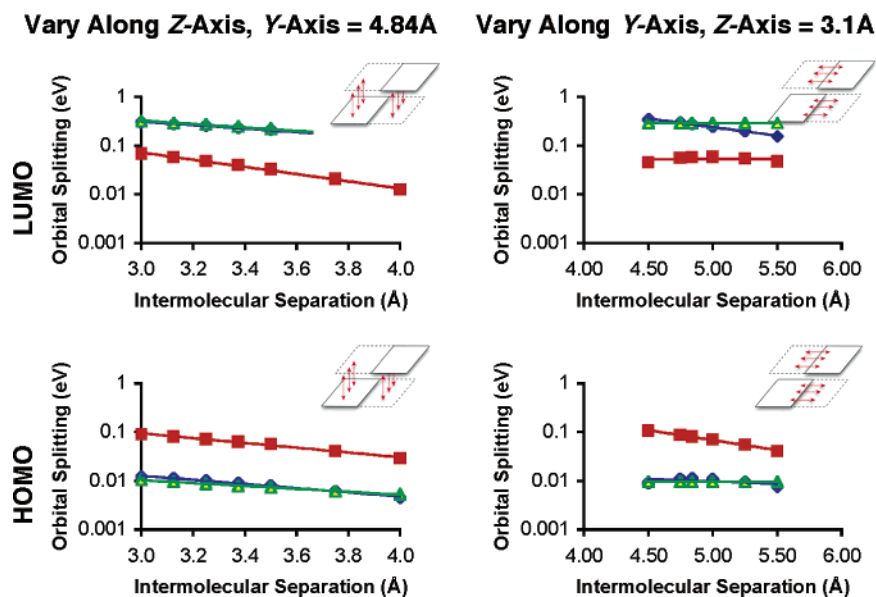 Vary Along Z-Axis, Y-Axis = 4.84Å
Vary Along Y-Axis, Z-Axis = 3.1Å
LUMO
Orbital Splitting (eV)
1
0.1
0.01
0.001
3.0 3.2 3.4 3.6 3.8 4.0
Intermolecular Separation (Å)
Orbital Splitting (eV)
1
0.1
0.01
0.001
4.00 4.50 5.00 5.50 6.00
Intermolecular Separation (Å)
HOMO
Orbital Splitting (eV)
1
0.1
0.01
0.001
3.0 3.2 3.4 3.6 3.8 4.0
Intermolecular Separation (Å)
Orbital Splitting (eV)
1
0.1
0.01
0.001
4.00 4.50 5.00 5.50 6.00
Intermolecular Separation (Å)